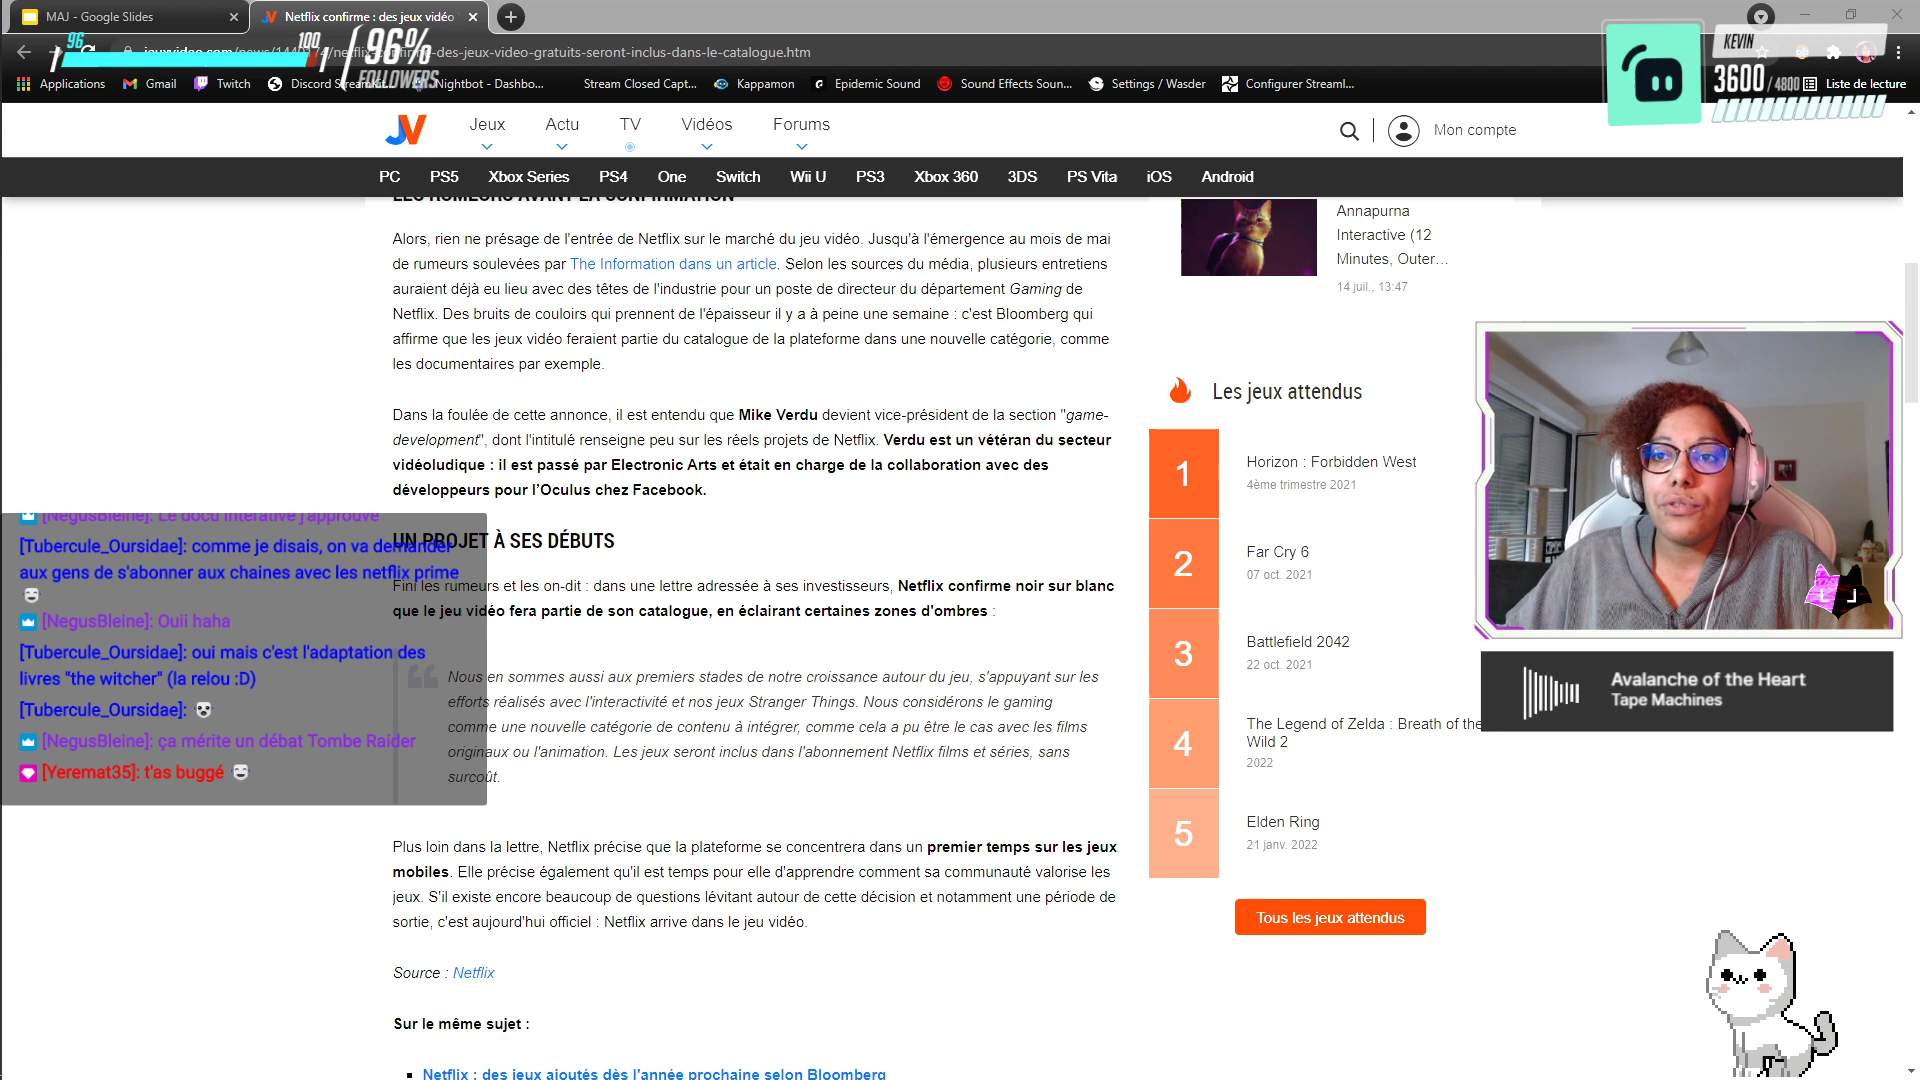 MAJ - Google Slides
Netflix confirme : des jeux vidéo
96
100
96%
FOLLOWERS
-des-jeux-video-gratuits-seront-inclus-dans-le-catalogue.htm
KEVIN
3600 / 4800
Applications
Gmail
Twitch
Discord
Nightbot - Dashbo...
Stream Closed Capt...
Kappamon
Epidemic Sound
Sound Effects Soun...
Settings / Wasder
Configurer Streaml...
Liste de lecture
JV
Jeux
Actu
TV
Vidéos
Forums
Mon compte
PC
PS5
Xbox Series
PS4
One
Switch
Wii U
PS3
Xbox 360
3DS
PS Vita
iOS
Android
LES RUMEURS AVANT LA CONFIRMATION
Alors, rien ne présage de l'entrée de Netflix sur le marché du jeu vidéo. Jusqu'à l'émergence au mois de mai
de rumeurs soulevées par The Information dans un article. Selon les sources du média, plusieurs entretiens
auraient déjà eu lieu avec des têtes de l'industrie pour un poste de directeur du département Gaming de
Netflix. Des bruits de couloirs qui prennent de l'épaisseur il y a à peine une semaine : c'est Bloomberg qui
affirme que les jeux vidéo feraient partie du catalogue de la plateforme dans une nouvelle catégorie, comme
les documentaires par exemple.
Dans la foulée de cette annonce, il est entendu que Mike Verdu devient vice-président de la section "game-
development", dont l'intitulé renseigne peu sur les réels projets de Netflix. Verdu est un vétéran du secteur
vidéoludique : il est passé par Electronic Arts et était en charge de la collaboration avec des
développeurs pour l'Oculus chez Facebook.
UN PROJET À SES DÉBUTS
Fini les rumeurs et les on-dit : dans une lettre adressée à ses investisseurs, Netflix confirme noir sur blanc
que le jeu vidéo fera partie de son catalogue, en éclairant certaines zones d'ombres :
Nous en sommes aussi aux premiers stades de notre croissance autour du jeu, s'appuyant sur les
efforts réalisés avec l'interactivité et nos jeux Stranger Things. Nous considérons le gaming
comme une nouvelle catégorie de contenu à intégrer, comme cela a pu être le cas avec les films
originaux ou l'animation. Les jeux seront inclus dans l'abonnement Netflix films et séries, sans
surcoût.
Plus loin dans la lettre, Netflix précise que la plateforme se concentrera dans un premier temps sur les jeux
mobiles. Elle précise également qu'il est temps pour elle d'apprendre comment sa communauté valorise les
jeux. S'il existe encore beaucoup de questions lévitant autour de cette décision et notamment une période de
sortie, c'est aujourd'hui officiel : Netflix arrive dans le jeu vidéo.
Source : Netflix
Sur le même sujet :
Netflix : des jeux ajoutés dès l'année prochaine selon Bloomberg
[NegusBleine]: Le docu interative j'approuve
[Tubercule_Oursidae]: comme je disais, on va demander
aux gens de s'abonner aux chaines avec les netflix prime
[NegusBleine]: Ouii haha
[Tubercule_Oursidae]: oui mais c'est l'adaptation des
livres "the witcher" (la relou :D)
[Tubercule_Oursidae]:
[NegusBleine]: ça mérite un débat Tombe Raider
[Yeremat35]: t'as buggé
Annapurna
Interactive (12
Minutes, Outer...
14 juil., 13:47
Les jeux attendus
1
Horizon : Forbidden West
4ème trimestre 2021
2
Far Cry 6
07 oct. 2021
3
Battlefield 2042
22 oct. 2021
4
The Legend of Zelda : Breath of the
Wild 2
2022
5
Elden Ring
21 janv. 2022
Tous les jeux attendus
L J
Avalanche of the Heart
Tape Machines